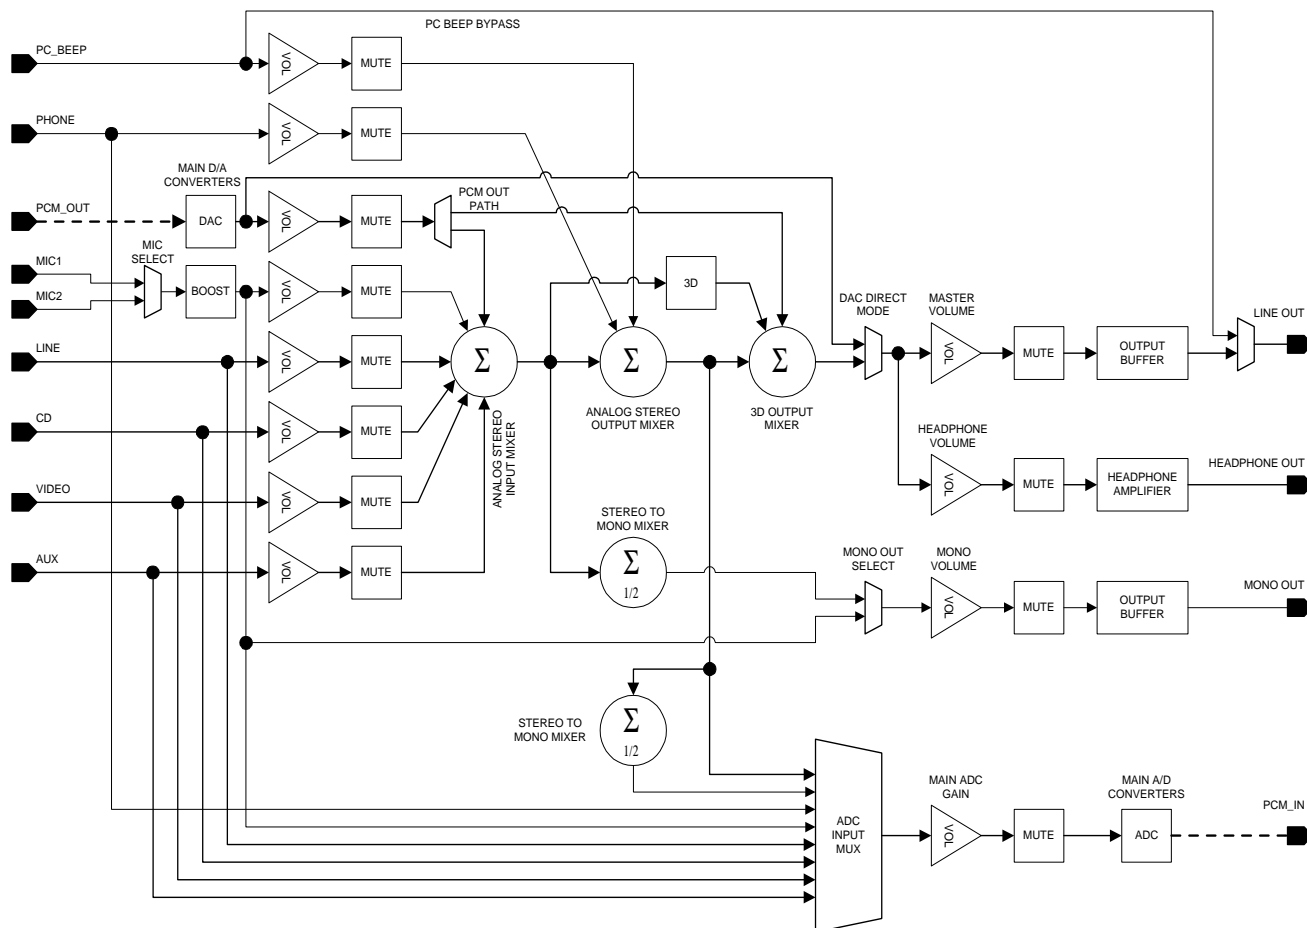 PC BEEP BYPASS
PC_BEEP
VOL
MUTE
PHONE
VOL
MUTE
MAIN D/A
CONVERTERS
PCM_OUT
DAC
VOL
MUTE
PCM OUT
PATH
MIC
SELECT
MIC1
MIC2
BOOST
VOL
MUTE
3D
DAC DIRECT
MODE
MASTER
VOLUME
LINE OUT
LINE
VOL
MUTE
Σ
Σ
Σ
VOL
MUTE
OUTPUT
BUFFER
ANALOG STEREO
INPUT MIXER
ANALOG STEREO
OUTPUT MIXER
3D OUTPUT
MIXER
CD
VOL
MUTE
HEADPHONE
VOLUME
HEADPHONE OUT
VOL
MUTE
HEADPHONE
AMPLIFIER
VIDEO
VOL
MUTE
STEREO TO
MONO MIXER
AUX
VOL
MUTE
Σ
1/2
MONO OUT
SELECT
MONO
VOLUME
MONO OUT
VOL
MUTE
OUTPUT
BUFFER
STEREO TO
MONO MIXER
Σ
1/2
ADC
INPUT
MUX
MAIN ADC
GAIN
VOL
MUTE
MAIN A/D
CONVERTERS
ADC
PCM_IN